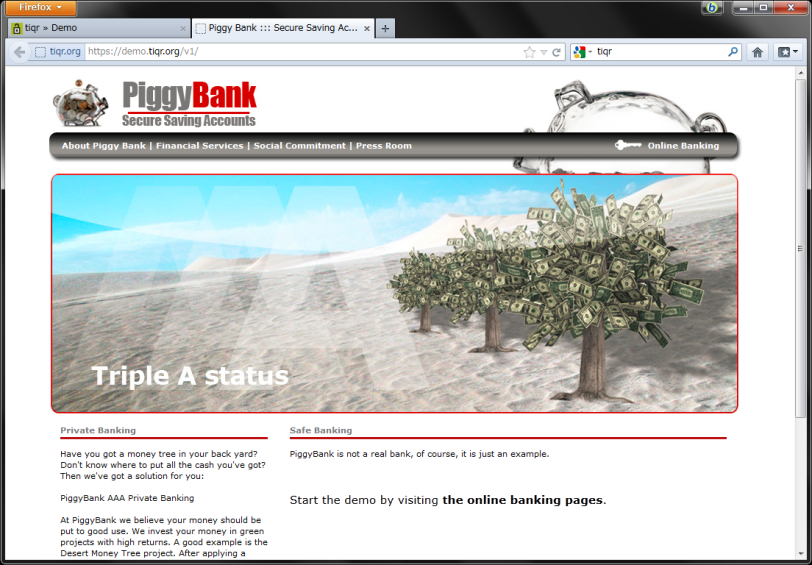 Firefox
tiqr » Demo
Piggy Bank ::: Secure Saving Ac...
tiqr.org
https://demo.tiqr.org/v1/
tiqr
PiggyBank
Secure Saving Accounts
About Piggy Bank | Financial Services | Social Commitment | Press Room
Online Banking
AAA
Triple A status
Private Banking
Have you got a money tree in your back yard?
Don't know where to put all the cash you've got?
Then we've got a solution for you:
PiggyBank AAA Private Banking
At PiggyBank we believe your money should be
put to good use. We invest your money in green
projects with high returns. A good example is the
Desert Money Tree project. After applying a
Safe Banking
PiggyBank is not a real bank, of course, it is just an example.
Start the demo by visiting the online banking pages.